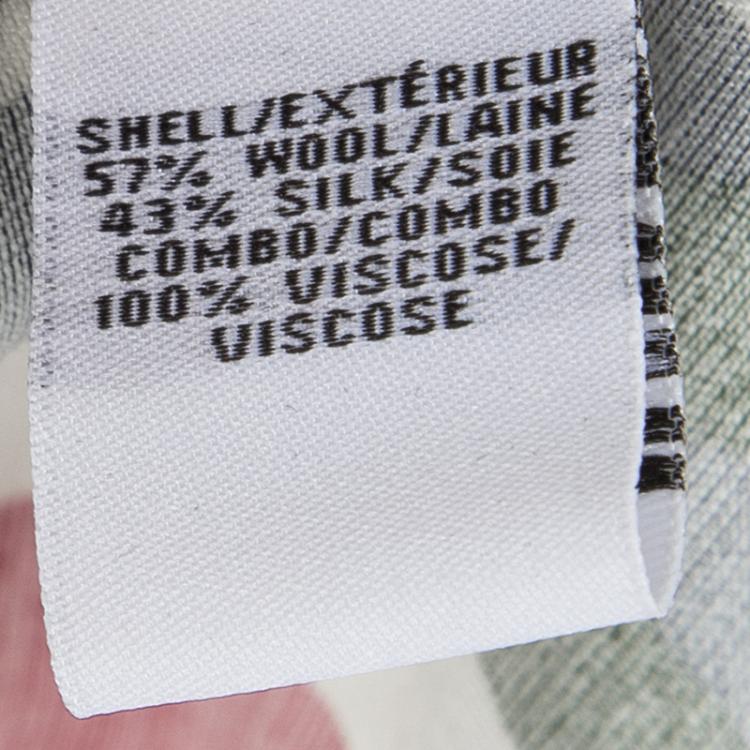 SHELL/EXTÉRIEUR
57% WOOL/LAINE
43% SILK/SOIE
COMBO/COMBO
100% VISCOSE/
VISCOSE